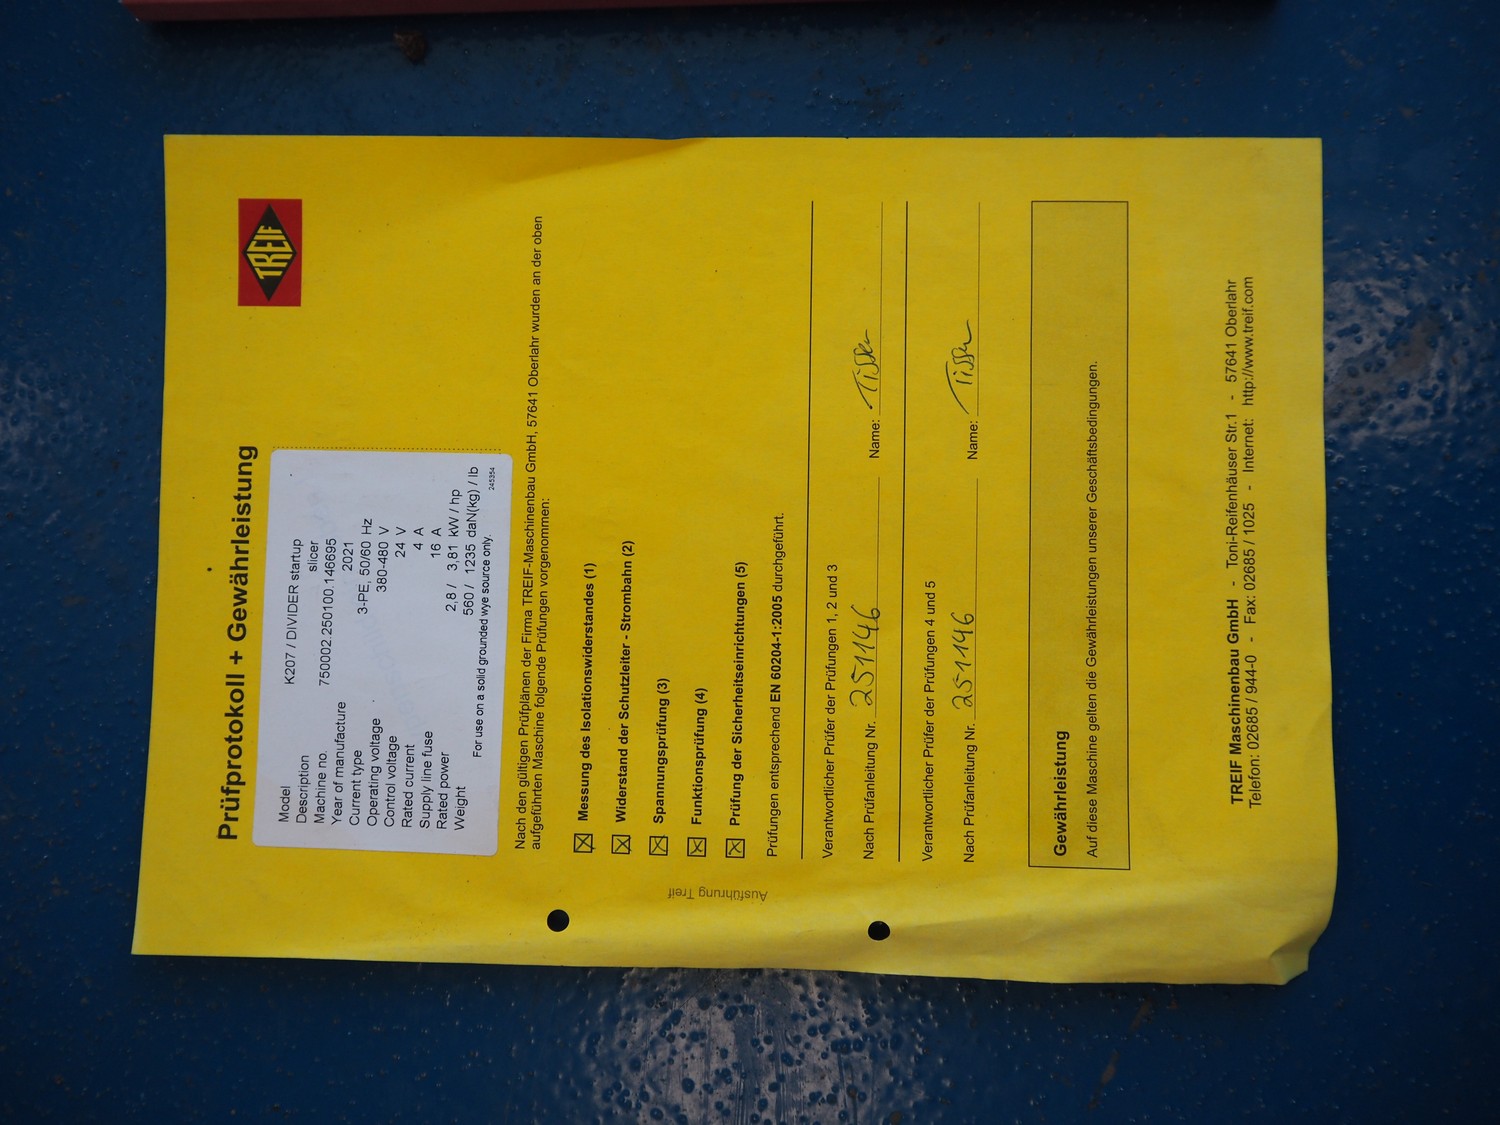 Prüfprotokoll + Gewährleistung
TREIF
Model K207 / DIVIDER startup
Description slicer
Machine no. 750002.250100.146695
Year of manufacture 2021
Current type 3-PE, 50/60 Hz
Operating voltage 380-480 V
Control voltage 24 V
Rated current 4 A
Supply line fuse 16 A
Rated power 2,8 / 3,81 kW / hp
Weight 560 / 1235 daN(kg) / lb
For use on a solid grounded wye source only.
245354
Nach den gültigen Prüfplänen der Firma TREIF-Maschinenbau GmbH, 57641 Oberlahr wurden an der oben
aufgeführten Maschine folgende Prüfungen vorgenommen:
Messung des Isolationswiderstandes (1)
Widerstand der Schutzleiter - Strombahn (2)
Spannungsprüfung (3)
Funktionsprüfung (4)
Prüfung der Sicherheitseinrichtungen (5)
Prüfungen entsprechend EN 60204-1:2005 durchgeführt.
Verantwortlicher Prüfer der Prüfungen 1, 2 und 3
Nach Prüfanleitung Nr. 251146 Name:
Verantwortlicher Prüfer der Prüfungen 4 und 5
Nach Prüfanleitung Nr. 251146 Name:
Gewährleistung
Auf diese Maschine gelten die Gewährleistungen unserer Geschäftsbedingungen.
TREIF Maschinenbau GmbH - Toni-Reifenhäuser Str.1 - 57641 Oberlahr
Telefon: 02685 / 944-0 - Fax: 02685 / 1025 - Internet: http://www.treif.com
Ausführung Treif